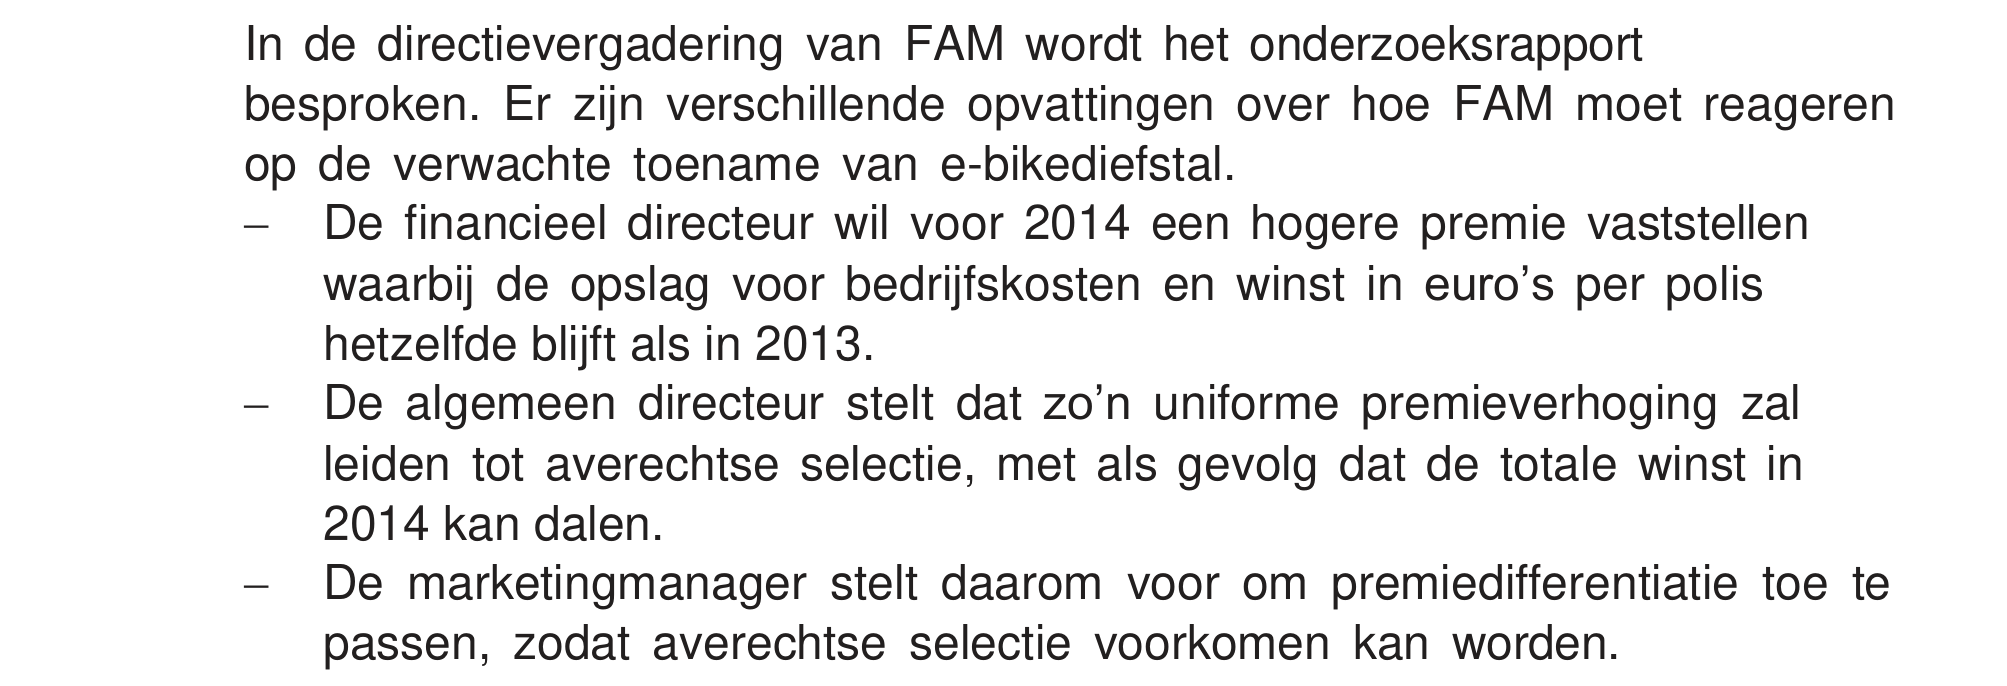 In de directievergadering van FAM wordt het onderzoeksrapport
besproken. Er zijn verschillende opvattingen over hoe FAM moet reageren
op de verwachte toename van e-bikediefstal.
– De financieel directeur wil voor 2014 een hogere premie vaststellen
waarbij de opslag voor bedrijfskosten en winst in euro’s per polis
hetzelfde blijft als in 2013.
– De algemeen directeur stelt dat zo’n uniforme premieverhoging zal
leiden tot averechtse selectie, met als gevolg dat de totale winst in
2014 kan dalen.
– De marketingmanager stelt daarom voor om premiedifferentiatie toe te
passen, zodat averechtse selectie voorkomen kan worden.